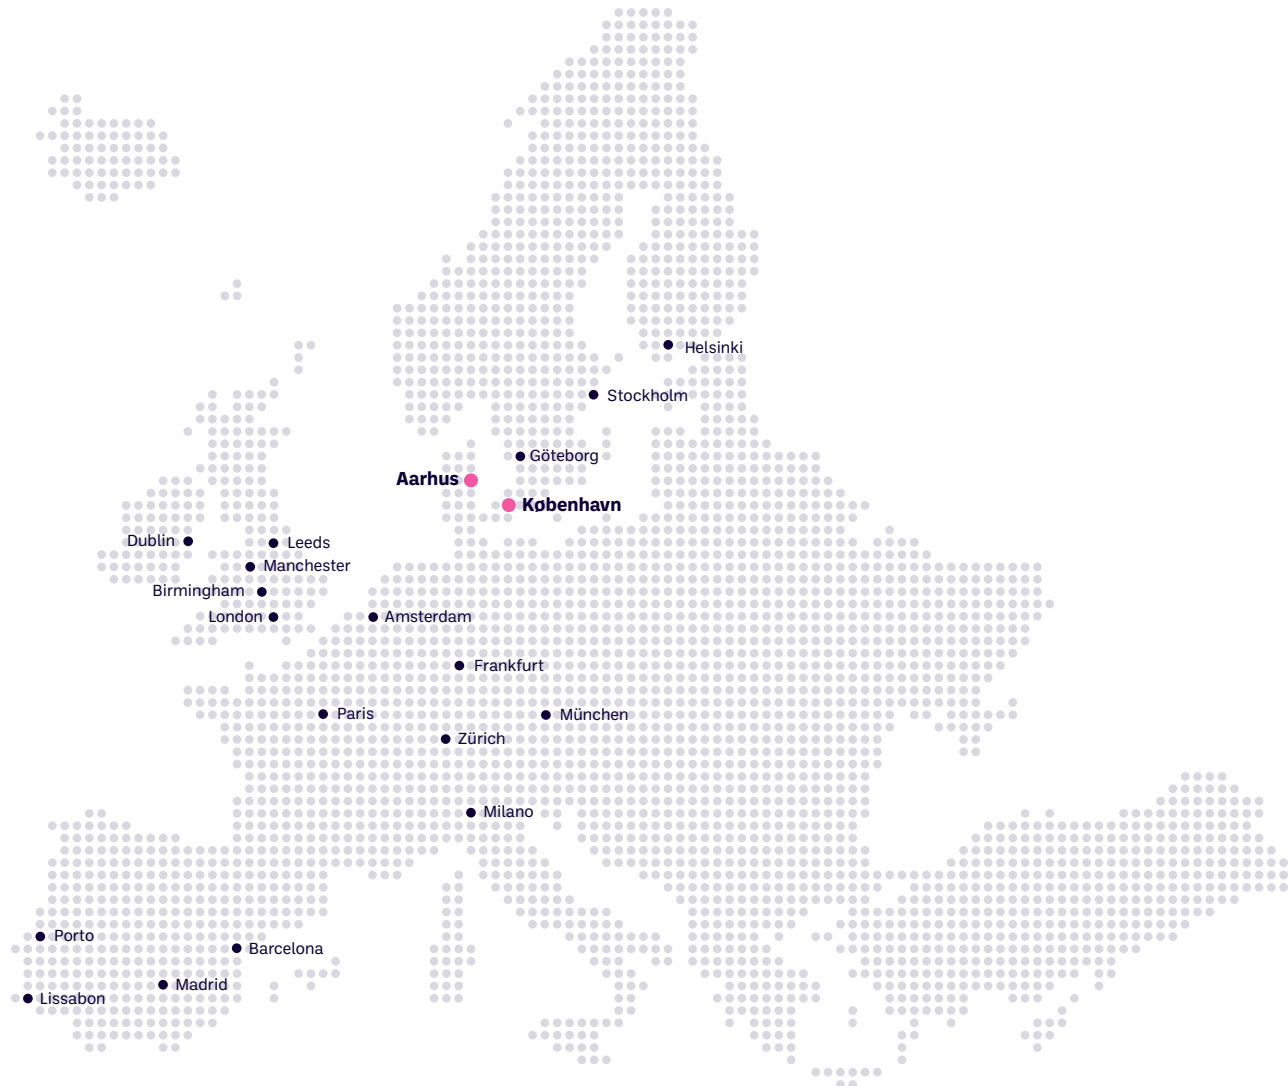 Helsinki
Stockholm
Göteborg
Aarhus
København
Dublin
Leeds
Manchester
Birmingham
London
Amsterdam
Frankfurt
Paris
München
Zürich
Milano
Porto
Barcelona
Madrid
Lissabon